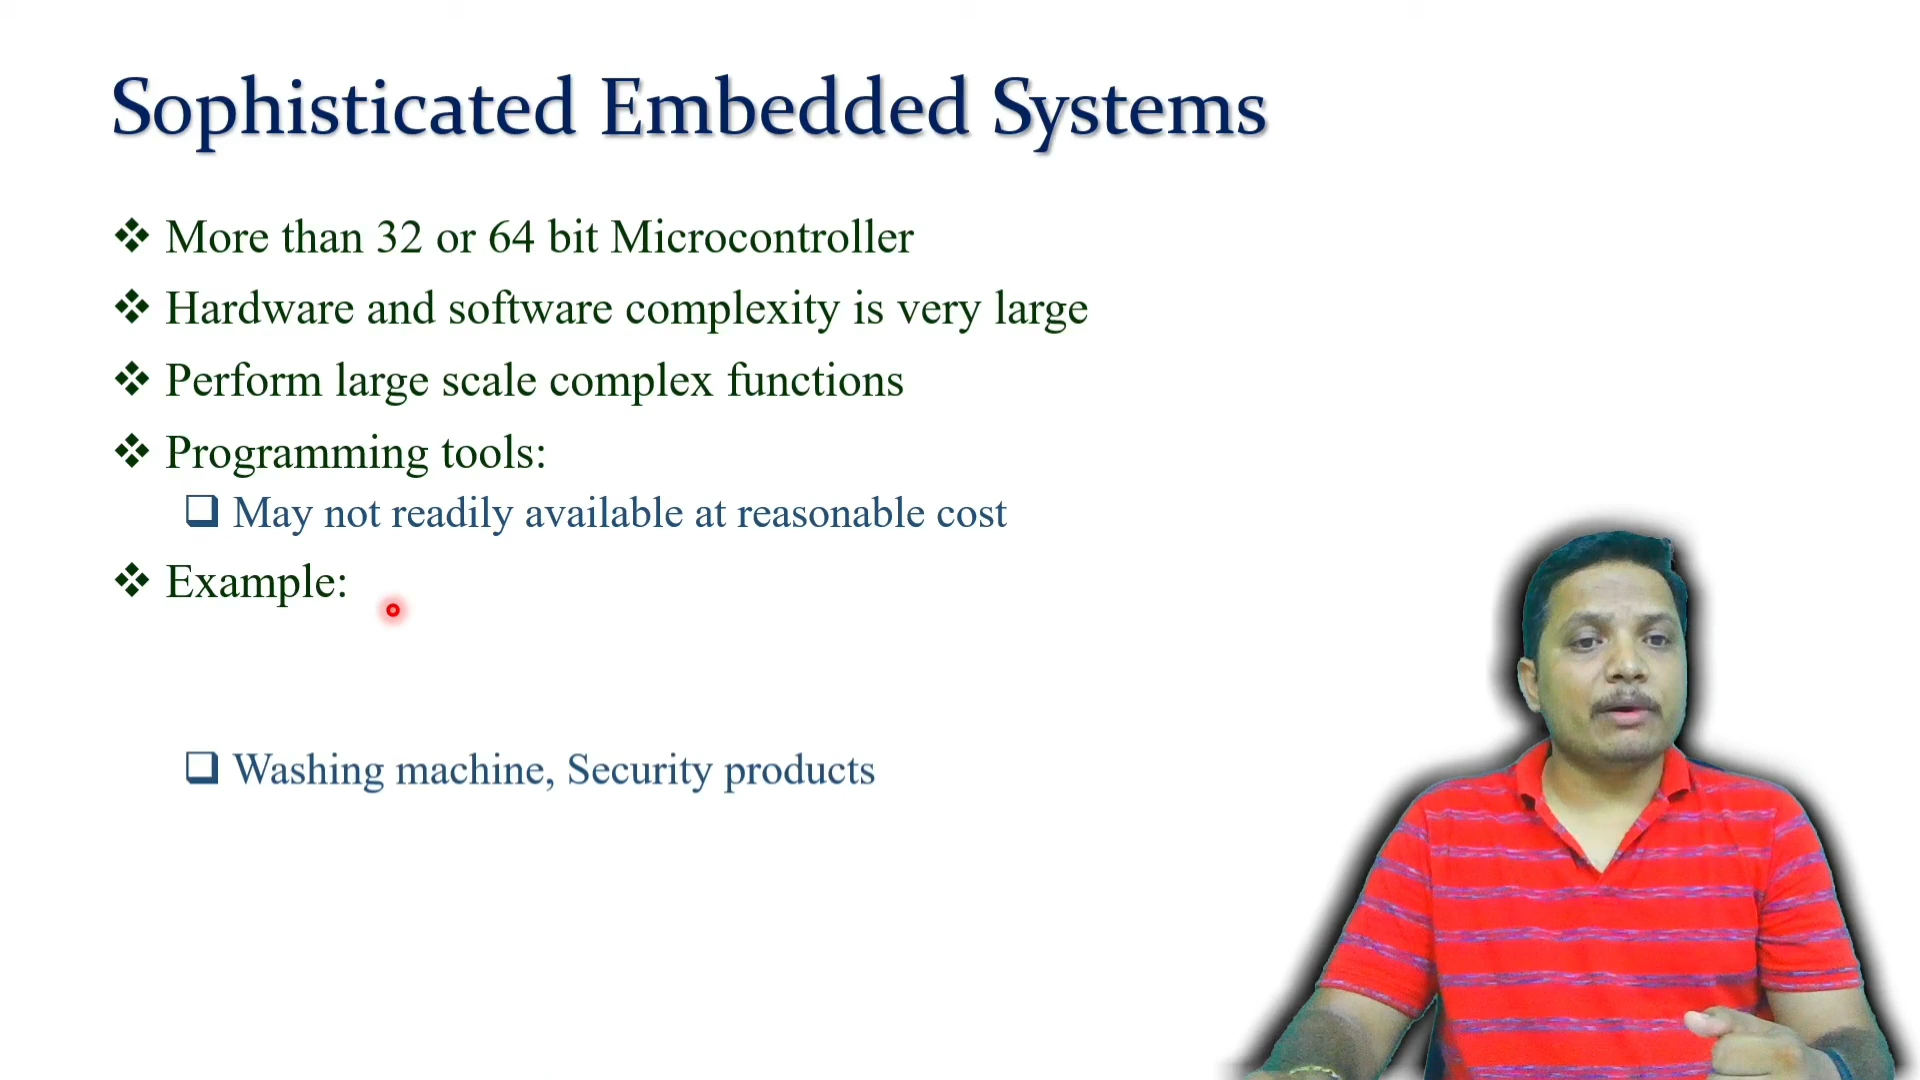 Sophisticated Embedded Systems
More than 32 or 64 bit Microcontroller
Hardware and software complexity is very large
Perform large scale complex functions
Programming tools:
May not readily available at reasonable cost
Example:
Washing machine, Security products